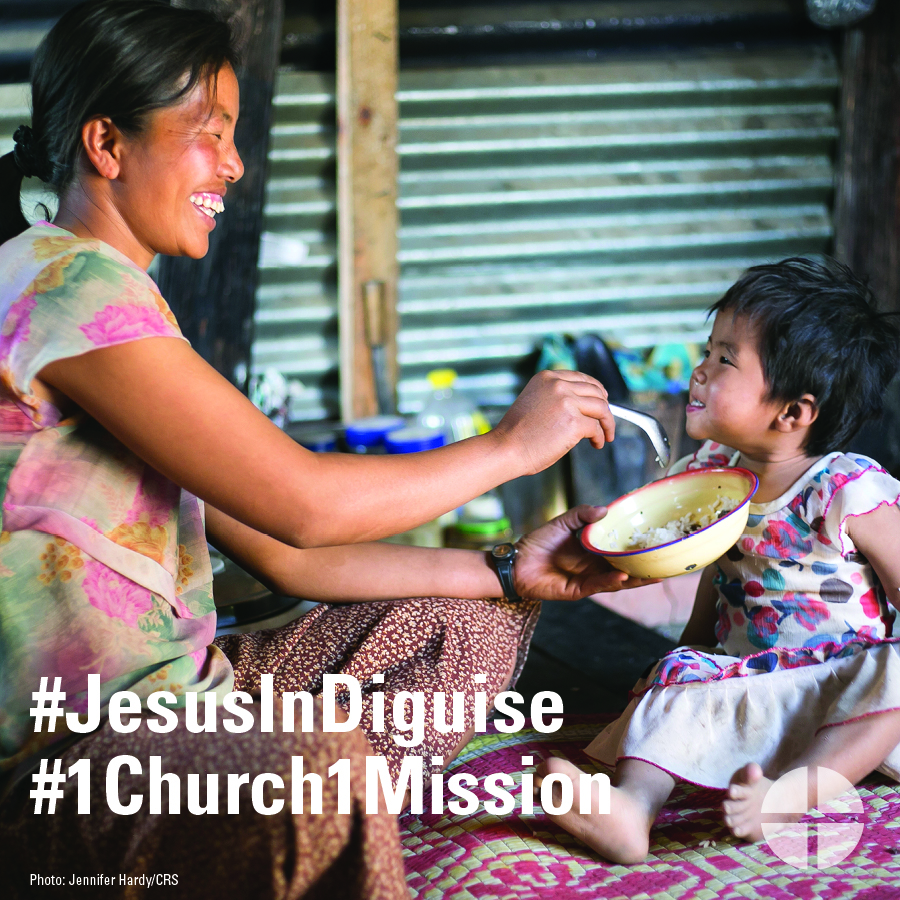 #JesusInDiguise
#1Church1Mission
Photo: Jennifer Hardy/CRS